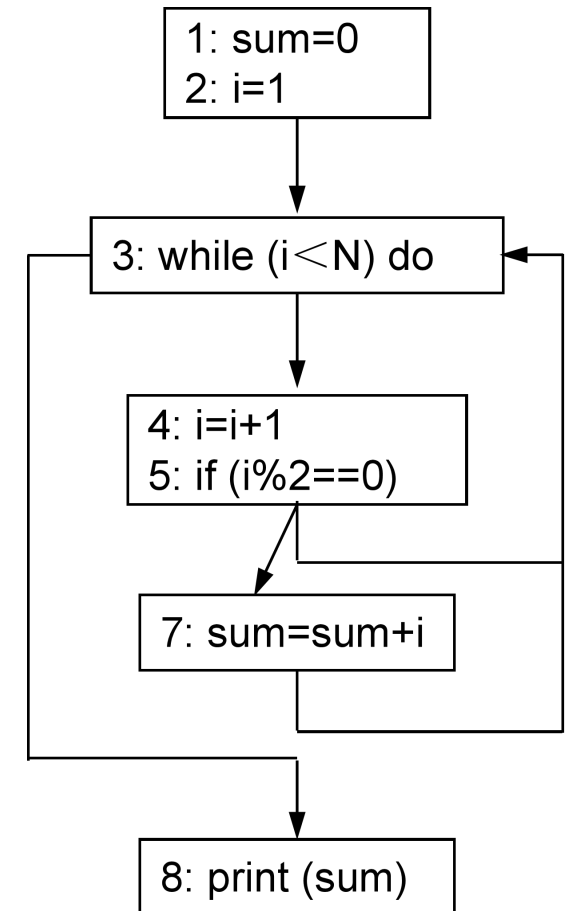 1: sum=0
2: i=1
3: while (i＜N) do
4: i=i+1
5: if (i%2==0)
7: sum=sum+i
8: print (sum)